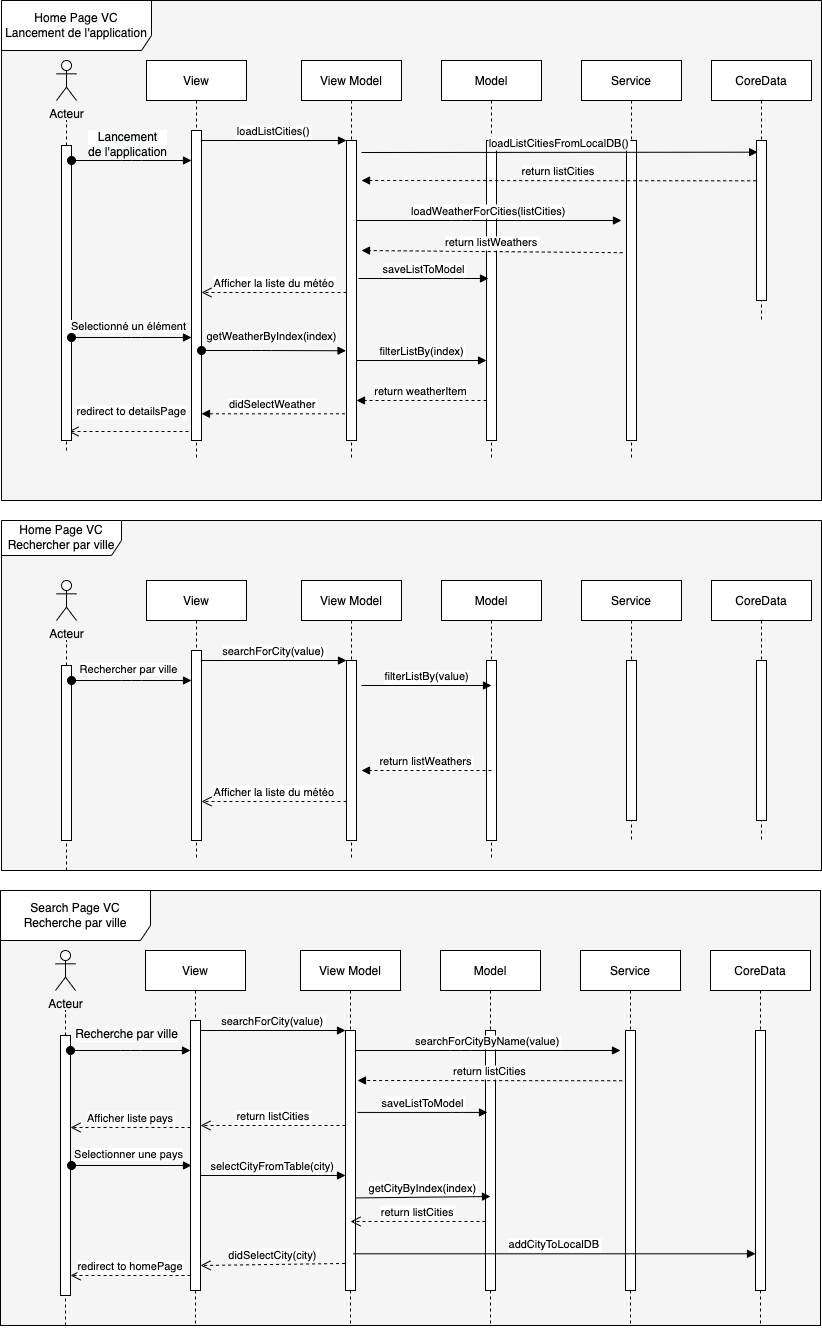 Home Page VC
Lancement de l'application
Acteur
View
View Model
Model
Service
CoreData
Lancement
de l'application
loadListCities()
loadListCitiesFromLocalDB()
return listCities
loadWeatherForCities(listCities)
return listWeathers
saveListToModel
Afficher la liste du météo
Selectionné un élément
getWeatherByIndex(index)
filterListBy(index)
return weatherItem
didSelectWeather
redirect to detailsPage
Home Page VC
Rechercher par ville
Acteur
View
View Model
Model
Service
CoreData
searchForCity(value)
Rechercher par ville
filterListBy(value)
return listWeathers
Afficher la liste du météo
Search Page VC
Recherche par ville
Acteur
View
View Model
Model
Service
CoreData
searchForCity(value)
Recherche par ville
searchForCityByName(value)
return listCities
saveListToModel
return listCities
Afficher liste pays
Selectionner une pays
selectCityFromTable(city)
getCityByIndex(index)
return listCities
addCityToLocalDB
didSelectCity(city)
redirect to homePage